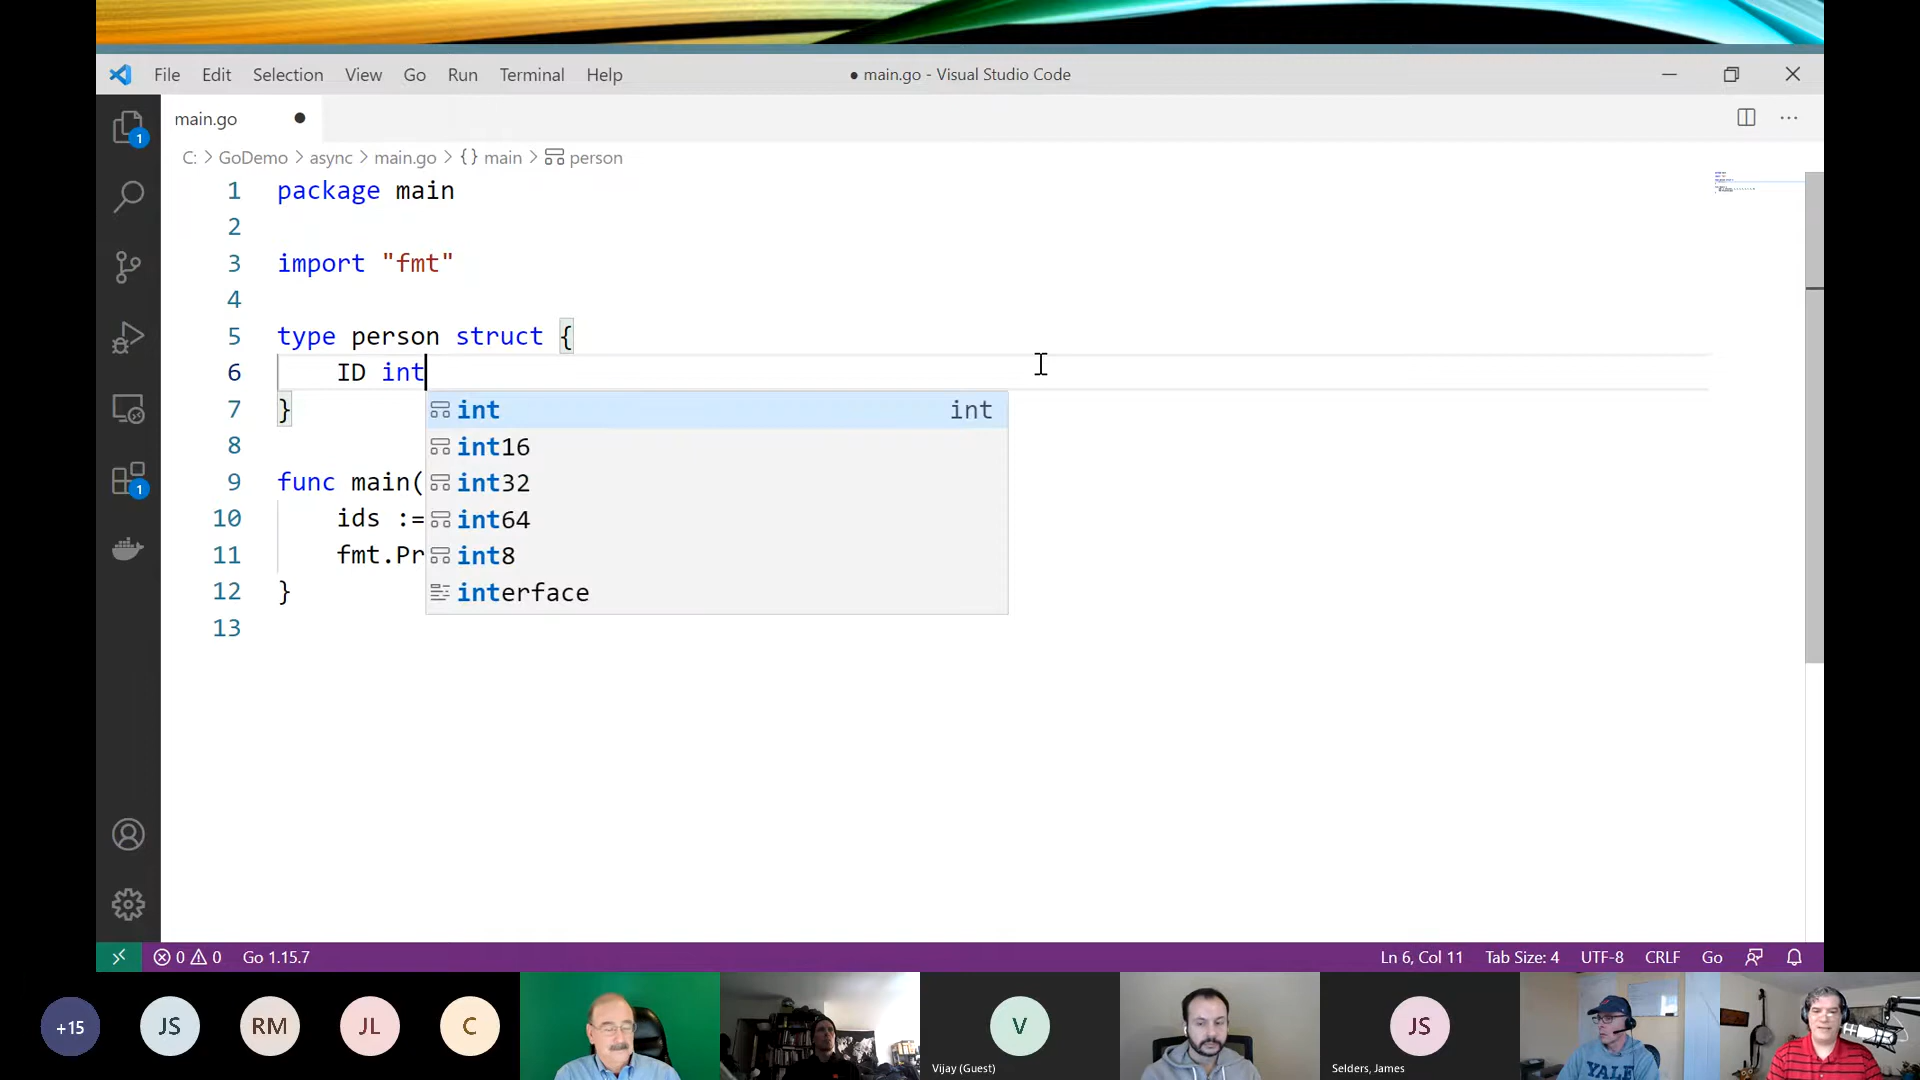 File Edit Selection View Go Run Terminal Help ● main.go - Visual Studio Code
main.go ●
C: > GoDemo > async > main.go > {} main > person
1 package main
2
3 import "fmt"
4
5 type person struct {
6 ID int
7 }
8
9 func main(
10 ids :=
11 fmt.Pr
12 }
13
int int
int16
int32
int64
int8
interface
1
1
0 0 Go 1.15.7 Ln 6, Col 11 Tab Size: 4 UTF-8 CRLF Go
+15 JS RM JL C V JS
Vijay (Guest) Selders, James
YALE